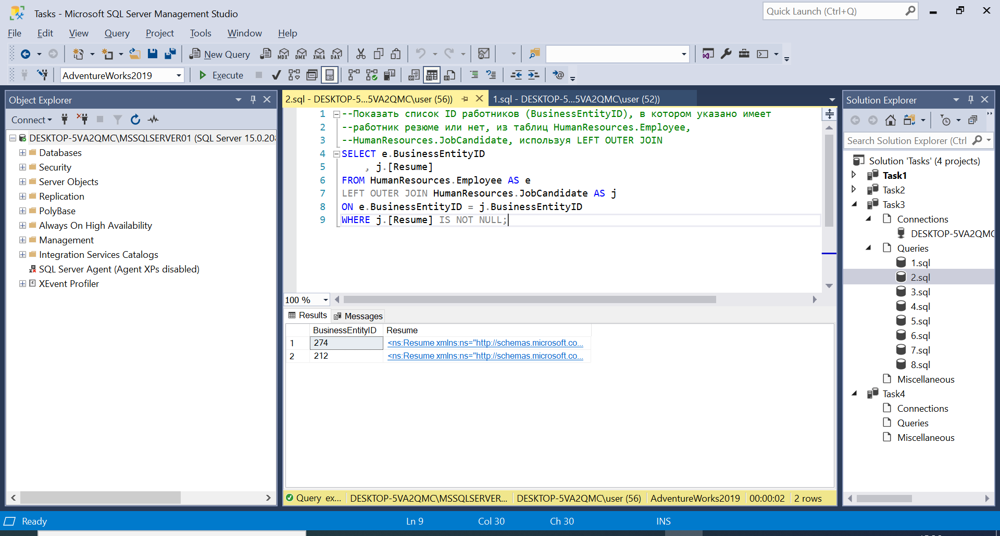 Tasks - Microsoft SQL Server Management Studio
Quick Launch (Ctrl+Q)
File Edit View Query Project Tools Window Help
New Query MDX DMX XMLA DAX
AdventureWorks2019 Execute
Object Explorer
Connect
DESKTOP-5VA2QMC\MSSQLSERVER01 (SQL Server 15.0.20
Databases
Security
Server Objects
Replication
PolyBase
Always On High Availability
Management
Integration Services Catalogs
SQL Server Agent (Agent XPs disabled)
XEvent Profiler
2.sql - DESKTOP-5...5VA2QMC\user (56)) 1.sql - DESKTOP-5...5VA2QMC\user (52))
1 --Показать список ID работников (BusinessEntityID), в котором указано имеет
2 --работник резюме или нет, из таблиц HumanResources.Employee,
3 --HumanResources.JobCandidate, используя LEFT OUTER JOIN
4 SELECT e.BusinessEntityID
5 , j.[Resume]
6 FROM HumanResources.Employee AS e
7 LEFT OUTER JOIN HumanResources.JobCandidate AS j
8 ON e.BusinessEntityID = j.BusinessEntityID
9 WHERE j.[Resume] IS NOT NULL;
100 %
Results Messages
BusinessEntityID Resume
1 274 <ns:Resume xmlns:ns="http://schemas.microsoft.co...
2 212 <ns:Resume xmlns:ns="http://schemas.microsoft.co...
Query ex... DESKTOP-5VA2QMC\MSSQLSERVER... DESKTOP-5VA2QMC\user (56) AdventureWorks2019 00:00:02 2 rows
Solution Explorer
Search Solution Explorer (Ctrl
Solution 'Tasks' (4 projects)
Task1
Task2
Task3
Connections
DESKTOP-5VA2QMC
Queries
1.sql
2.sql
3.sql
4.sql
5.sql
6.sql
7.sql
8.sql
Miscellaneous
Task4
Connections
Queries
Miscellaneous
Ready Ln 9 Col 30 Ch 30 INS